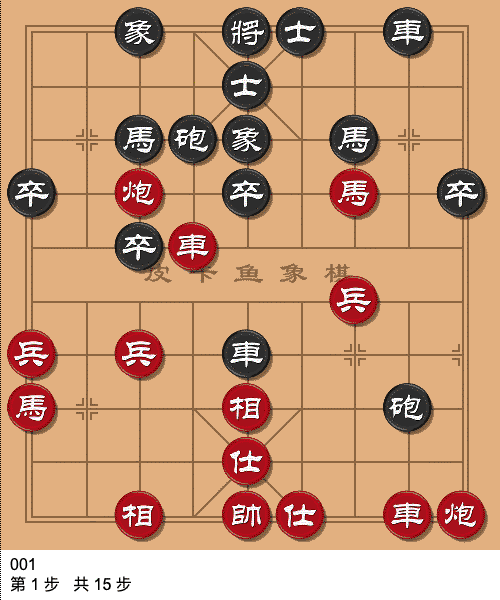 象 將 士 車
士
馬 砲 象 馬
卒 炮 卒 馬 卒
卒 車
皮卡鱼象棋
兵
兵 兵 車
馬 相 砲
仕
相 帥 仕 車 炮
001
第 1 步 共 15 步